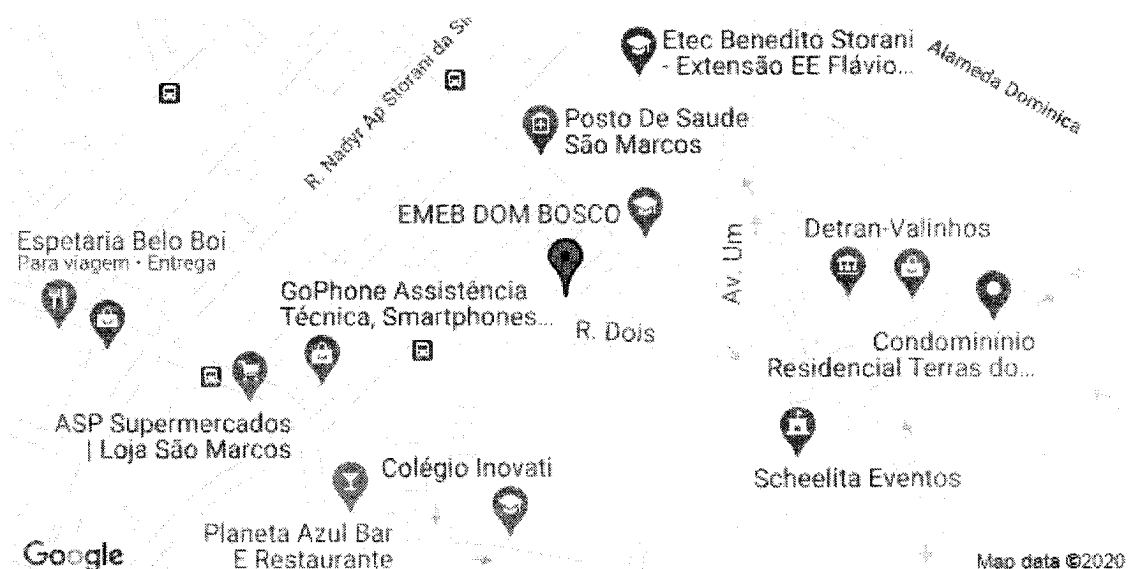 Etec Benedito Storani
- Extensão EE Flávio...
Alameda Dominica
R. Nadyr Ap Storani da
Posto De Saude
São Marcos
EMEB DOM BOSCO
Av. Um
Detran-Valinhos
Espetaria Belo Boi
Para viagem • Entrega
GoPhone Assistência
Técnica, Smartphones...
R. Dois
Condomínínio
Residencial Terras do...
ASP Supermercados
| Loja São Marcos
Colégio Inovati
Scheelita Eventos
Planeta Azul Bar
E Restaurante
Google
Map data ©2020